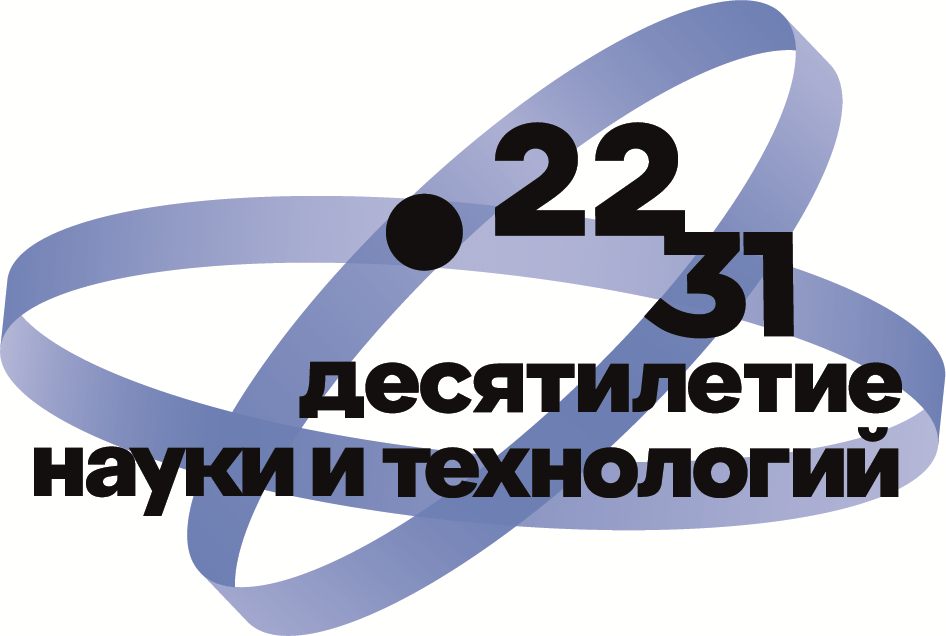 .22
31
десятилетие
науки и технологий